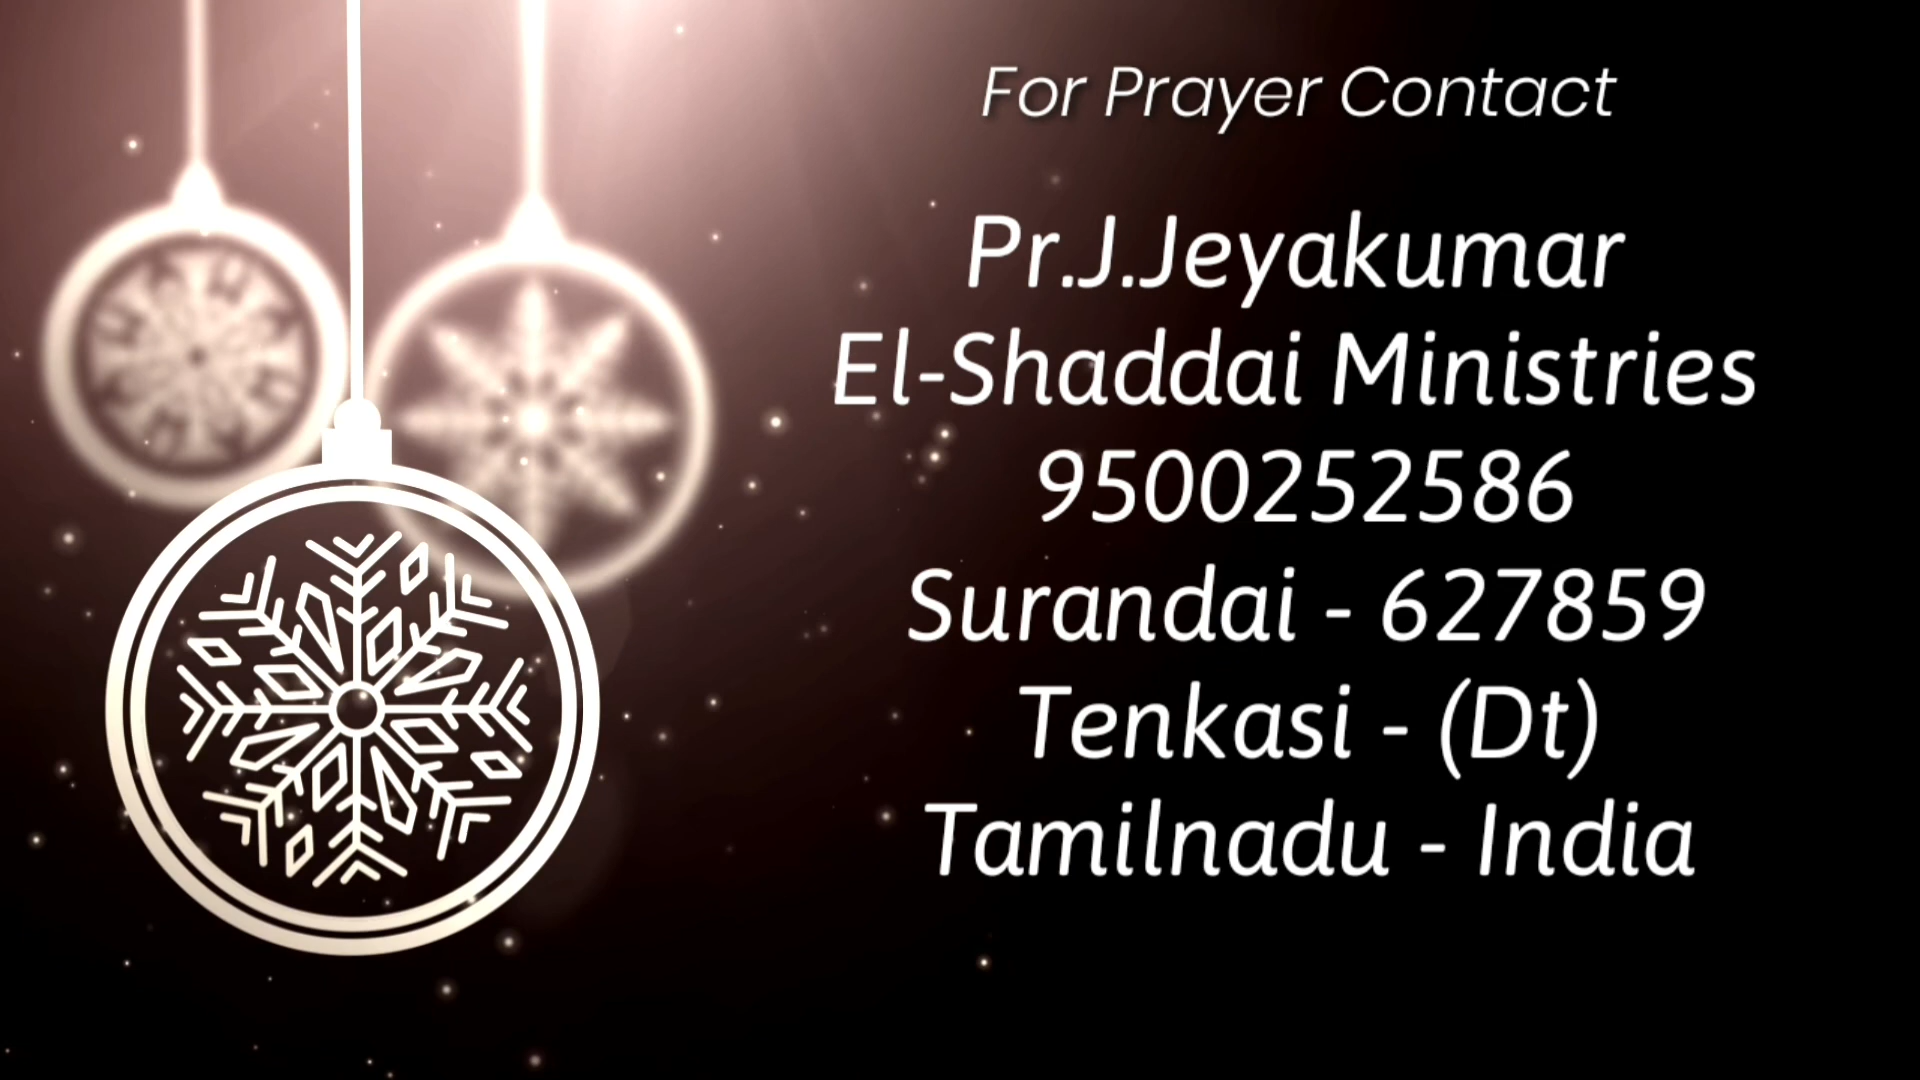 For Prayer Contact
Pr.J.Jeyakumar
El-Shaddai Ministries
9500252586
Surandai - 627859
Tenkasi - (Dt)
Tamilnadu - India